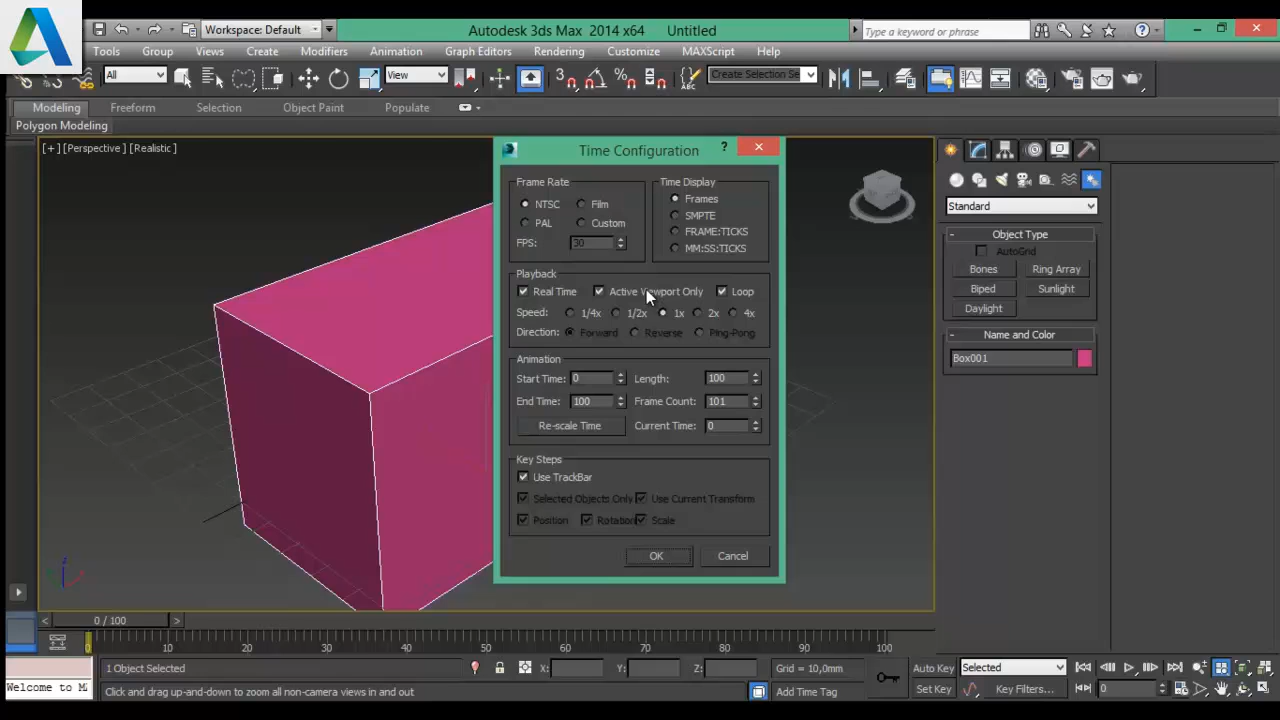 Workspace: Default
Autodesk 3ds Max 2014 x64 Untitled
Type a keyword or phrase
Tools Group Views Create Modifiers Animation Graph Editors Rendering Customize MAXScript Help
All
View
Create Selection Se
Modeling Freeform Selection Object Paint Populate
Polygon Modeling
[+] [Perspective] [Realistic]
Time Configuration
?
Frame Rate
NTSC Film
PAL Custom
FPS: 30
Time Display
Frames
SMPTE
FRAME:TICKS
MM:SS:TICKS
Playback
Real Time Active Viewport Only Loop
Speed: 1/4x 1/2x 1x 2x 4x
Direction: Forward Reverse Ping-Pong
Animation
Start Time: 0 Length: 100
End Time: 100 Frame Count: 101
Re-scale Time Current Time: 0
Key Steps
Use TrackBar
Selected Objects Only Use Current Transform
Position Rotation Scale
OK Cancel
Standard
- Object Type
AutoGrid
Bones Ring Array
Biped Sunlight
Daylight
- Name and Color
Box001
< 0 / 100 >
0 10 20 30 40 50 60 70 80 90 100
1 Object Selected X: Y: Z: Grid = 10,0mm Auto Key Selected
Welcome to M
Click and drag up-and-down to zoom all non-camera views in and out
Add Time Tag Set Key Key Filters... 0